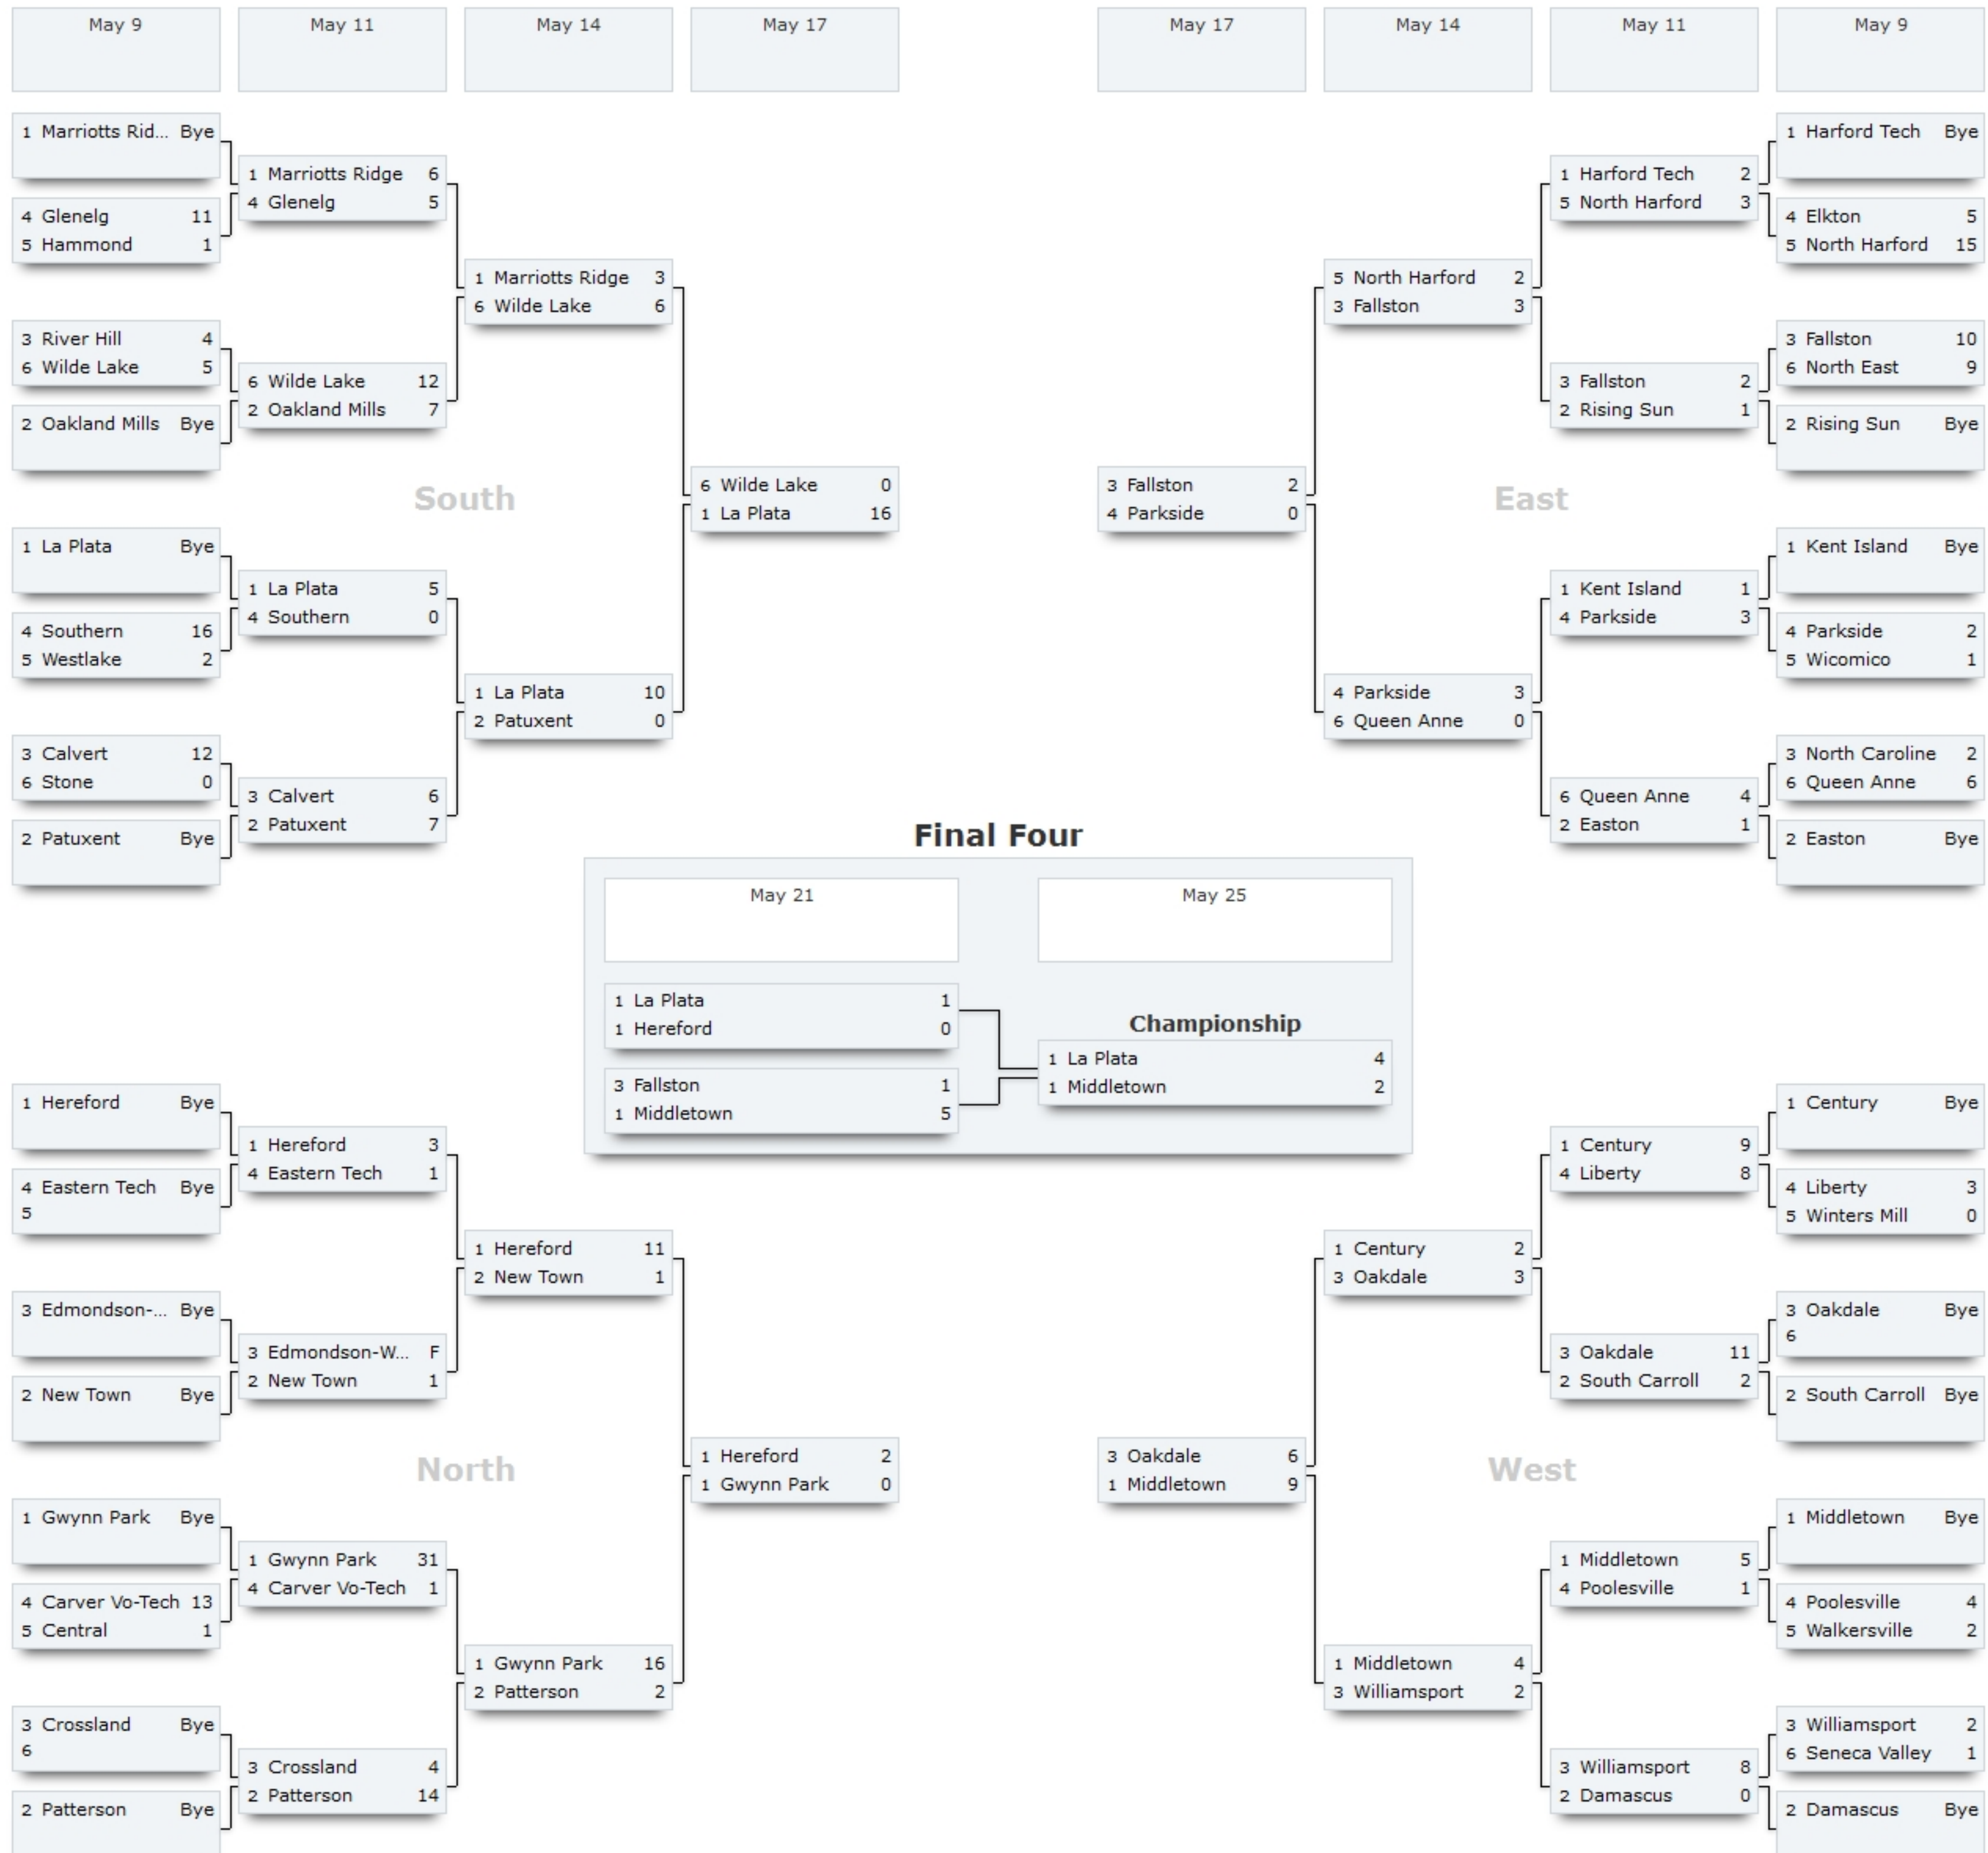 May 9
May 11
May 14
May 17
May 17
May 14
May 11
May 9
1 Marriotts Rid... Bye
4 Glenelg 11
5 Hammond 1
3 River Hill 4
6 Wilde Lake 5
2 Oakland Mills Bye
1 La Plata Bye
4 Southern 16
5 Westlake 2
3 Calvert 12
6 Stone 0
2 Patuxent Bye
1 Marriotts Ridge 6
4 Glenelg 5
6 Wilde Lake 12
2 Oakland Mills 7
1 La Plata 5
4 Southern 0
3 Calvert 6
2 Patuxent 7
1 Marriotts Ridge 3
6 Wilde Lake 6
1 La Plata 10
2 Patuxent 0
South
6 Wilde Lake 0
1 La Plata 16
3 Fallston 2
4 Parkside 0
East
5 North Harford 2
3 Fallston 3
4 Parkside 3
6 Queen Anne 0
1 Harford Tech 2
5 North Harford 3
3 Fallston 2
2 Rising Sun 1
1 Kent Island 1
4 Parkside 3
6 Queen Anne 4
2 Easton 1
1 Harford Tech Bye
4 Elkton 5
5 North Harford 15
3 Fallston 10
6 North East 9
2 Rising Sun Bye
1 Kent Island Bye
4 Parkside 2
5 Wicomico 1
3 North Caroline 2
6 Queen Anne 6
2 Easton Bye
Final Four
May 21
May 25
1 La Plata 1
1 Hereford 0
3 Fallston 1
1 Middletown 5
Championship
1 La Plata 4
1 Middletown 2
1 Hereford Bye
4 Eastern Tech Bye
5
3 Edmondson-... Bye
2 New Town Bye
1 Gwynn Park Bye
4 Carver Vo-Tech 13
5 Central 1
3 Crossland Bye
6
2 Patterson Bye
1 Hereford 3
4 Eastern Tech 1
3 Edmondson-W... F
2 New Town 1
1 Gwynn Park 31
4 Carver Vo-Tech 1
3 Crossland 4
2 Patterson 14
1 Hereford 11
2 New Town 1
1 Gwynn Park 16
2 Patterson 2
North
1 Hereford 2
1 Gwynn Park 0
3 Oakdale 6
1 Middletown 9
West
1 Century 2
3 Oakdale 3
1 Middletown 4
3 Williamsport 2
1 Century 9
4 Liberty 8
3 Oakdale 11
2 South Carroll 2
1 Middletown 5
4 Poolesville 1
3 Williamsport 8
2 Damascus 0
1 Century Bye
4 Liberty 3
5 Winters Mill 0
3 Oakdale Bye
6
2 South Carroll Bye
1 Middletown Bye
4 Poolesville 4
5 Walkersville 2
3 Williamsport 2
6 Seneca Valley 1
2 Damascus Bye